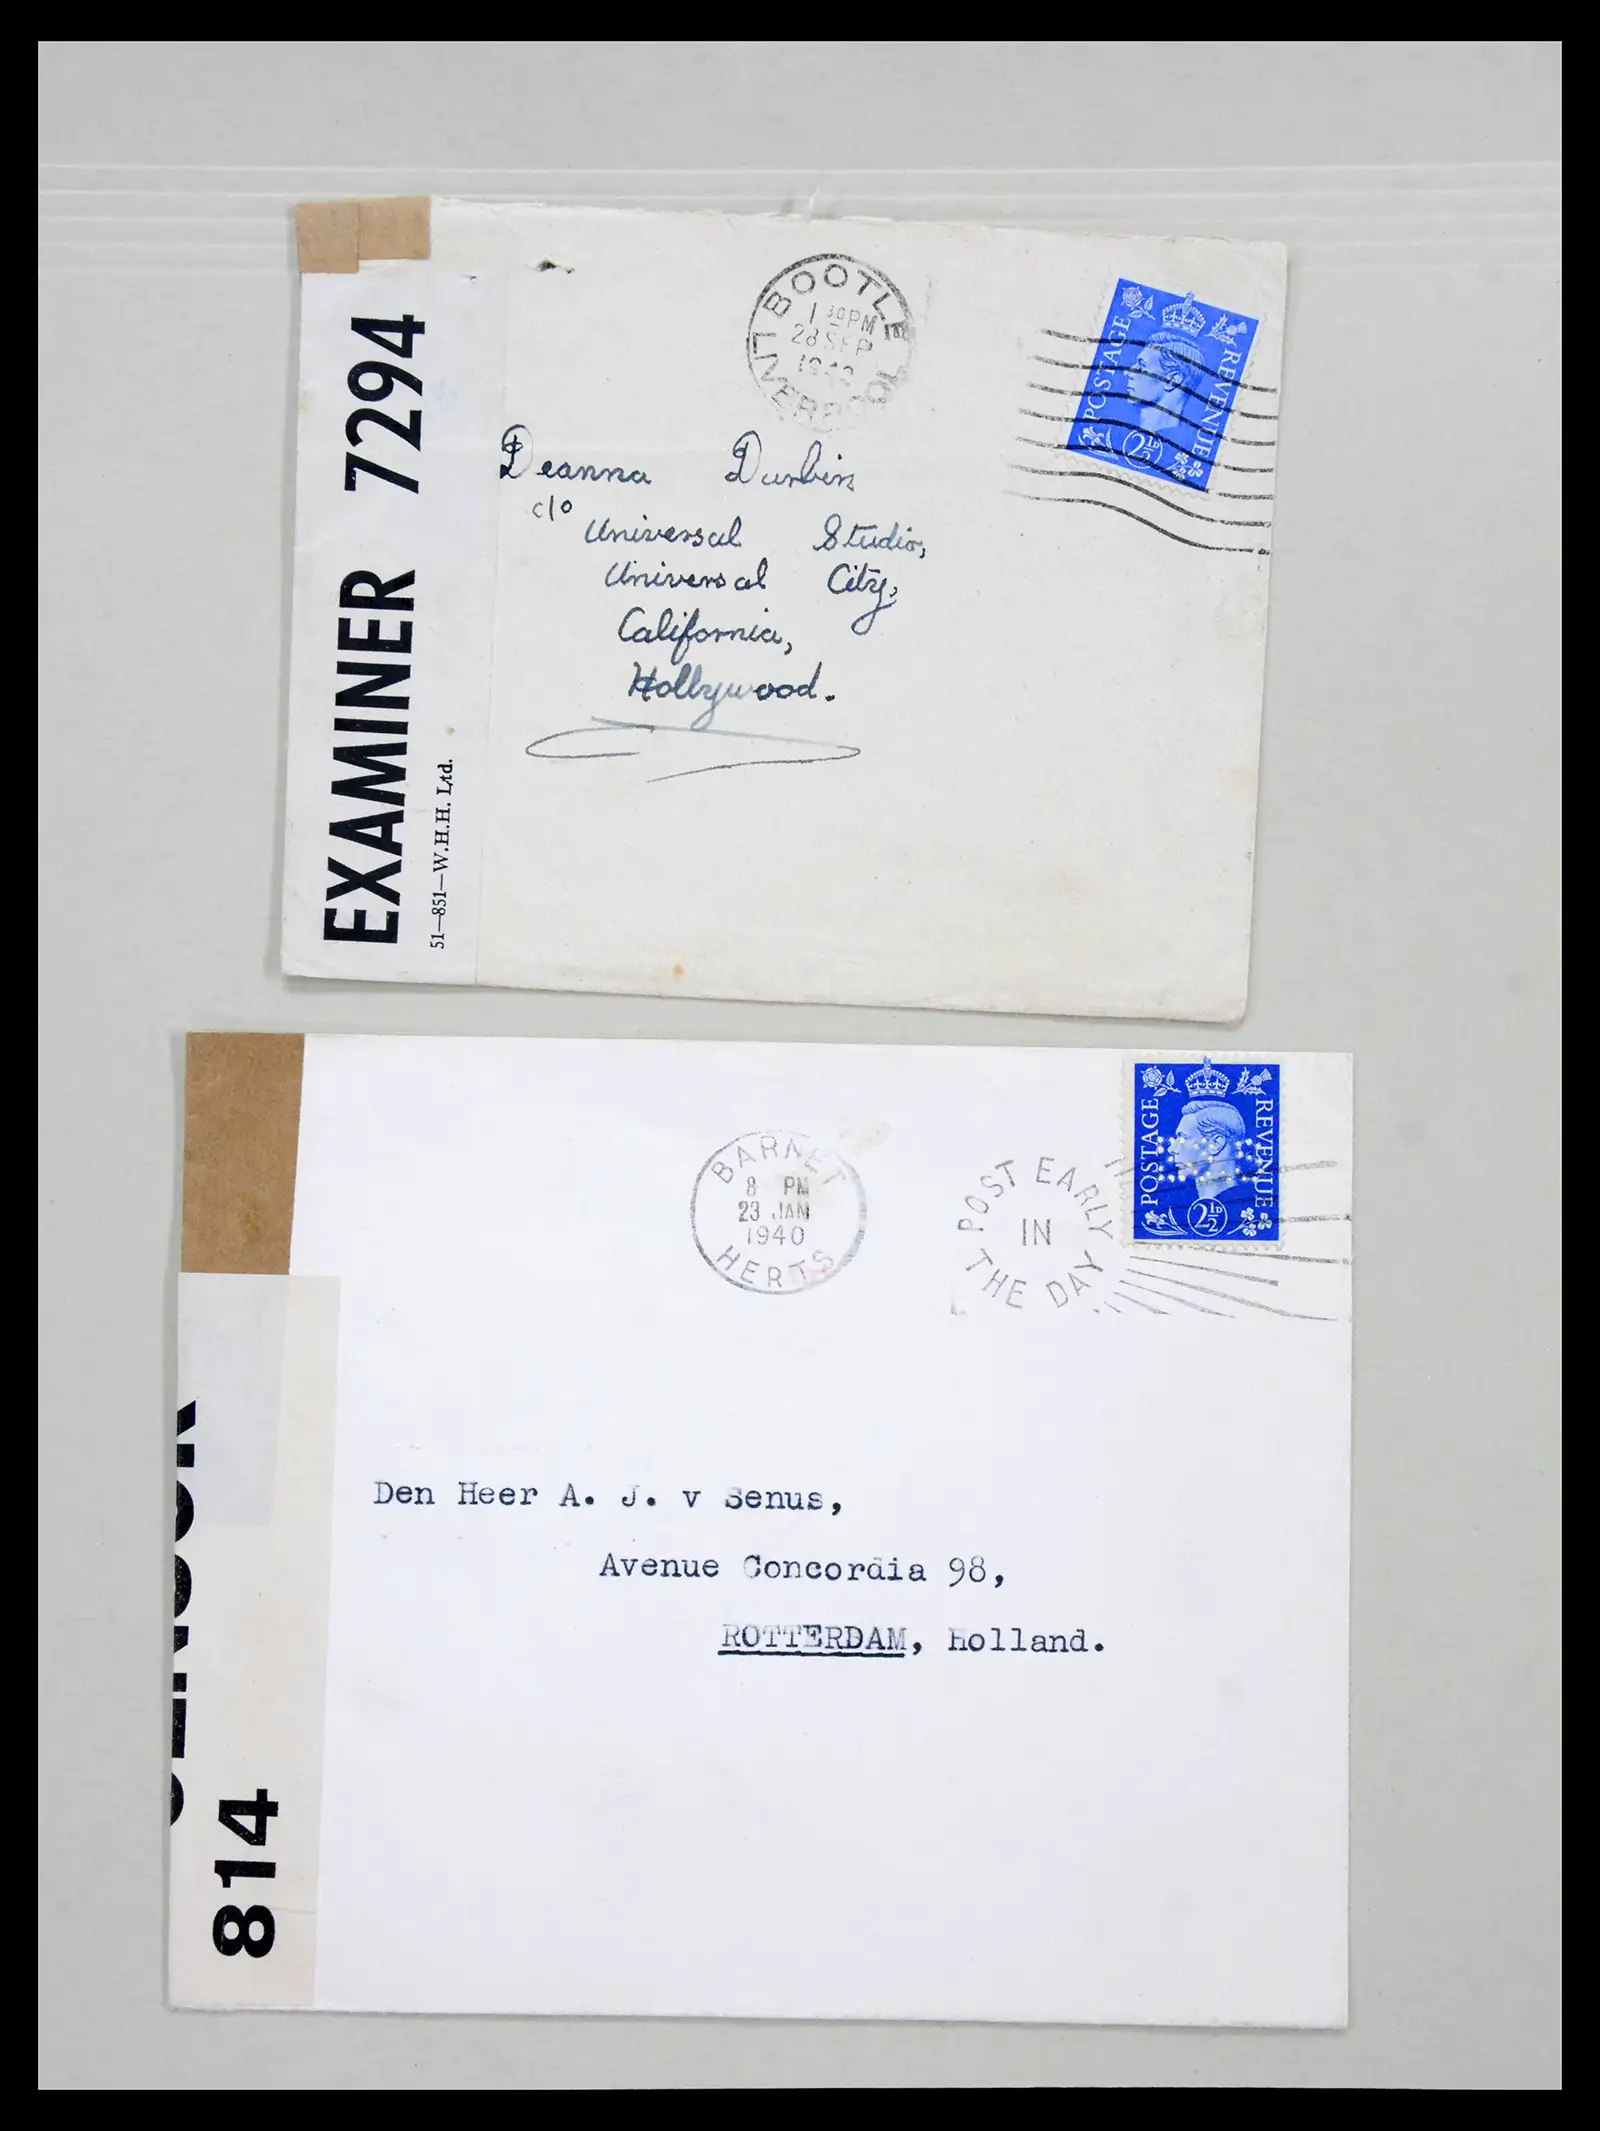 EXAMINER 7294
51—851—W.H.H. Ltd.
BOOTLE
1 30 PM
28 SEP
LIVERPOOL
POSTAGE
REVENUE
2½D
Deanna Durbin
c/o
Universal Studio,
Universal City,
California,
Hollywood.
BARNET
8 PM
23 JAN
1940
HERTS
POST EARLY
IN
THE DAY
POSTAGE
REVENUE
2½D
814
Den Heer A. J. v Senus,
Avenue Concordia 98,
ROTTERDAM, Holland.